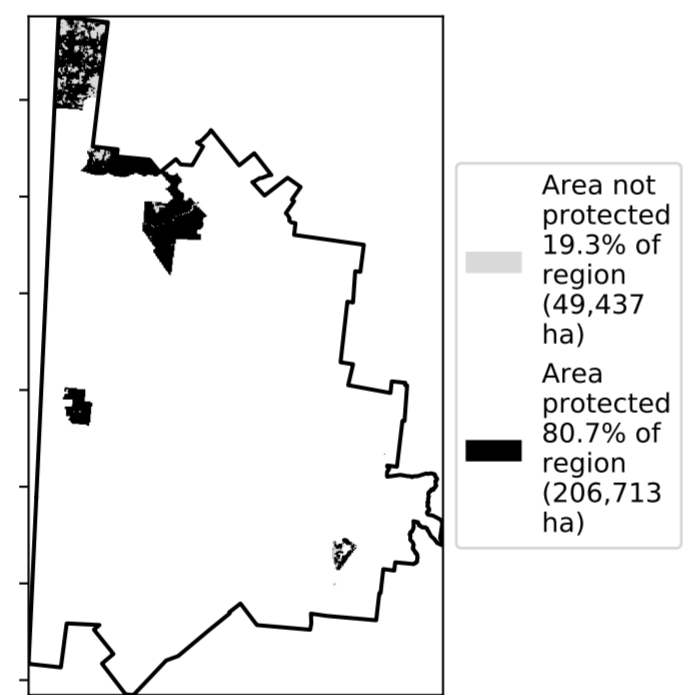 Area not
protected
19.3% of
region
(49,437
ha)
Area
protected
80.7% of
region
(206,713
ha)